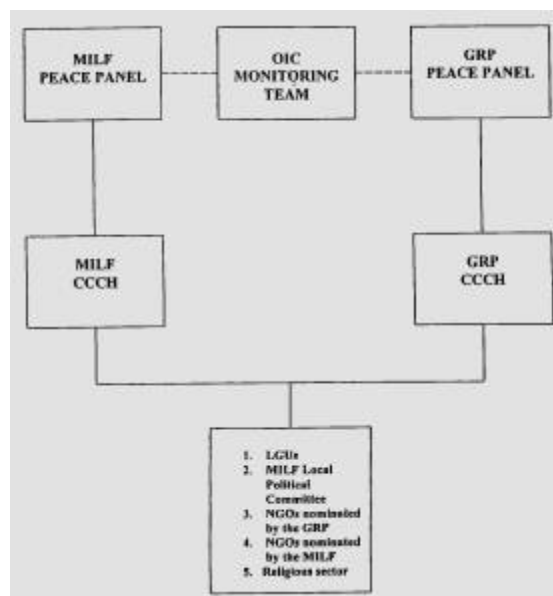 MILF
PEACE PANEL
OIC
MONITORING
TEAM
GRP
PEACE PANEL
MILF
CCCH
GRP
CCCH
1. LGUs
2. MILF Local
Political
Committee
3. NGOs nominated
by the GRP
4. NGOs nominated
by the MILF
5. Religious sector